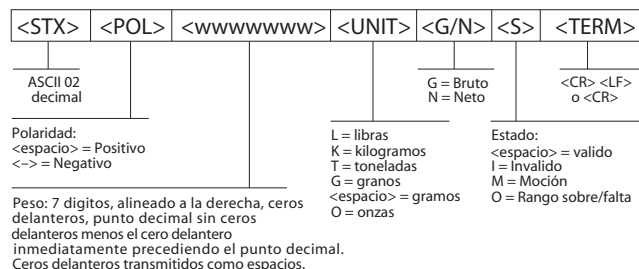 <STX> <POL> <wwwwwww> <UNIT> <G/N> <S> <TERM>
ASCII 02
decimal
G = Bruto
N = Neto
<CR> <LF>
o <CR>
Polaridad:
<espacio> = Positivo
<–> = Negativo
L = libras
K = kilogramos
T = toneladas
G = granos
<espacio> = gramos
O = onzas
Estado:
<espacio> = valido
I = Invalido
M = Moción
O = Rango sobre/falta
Peso: 7 digitos, alineado a la derecha, ceros
delanteros, punto decimal sin ceros
delanteros menos el cero delantero
inmediatamente precediendo el punto decimal.
Ceros delanteros transmitidos como espacios.